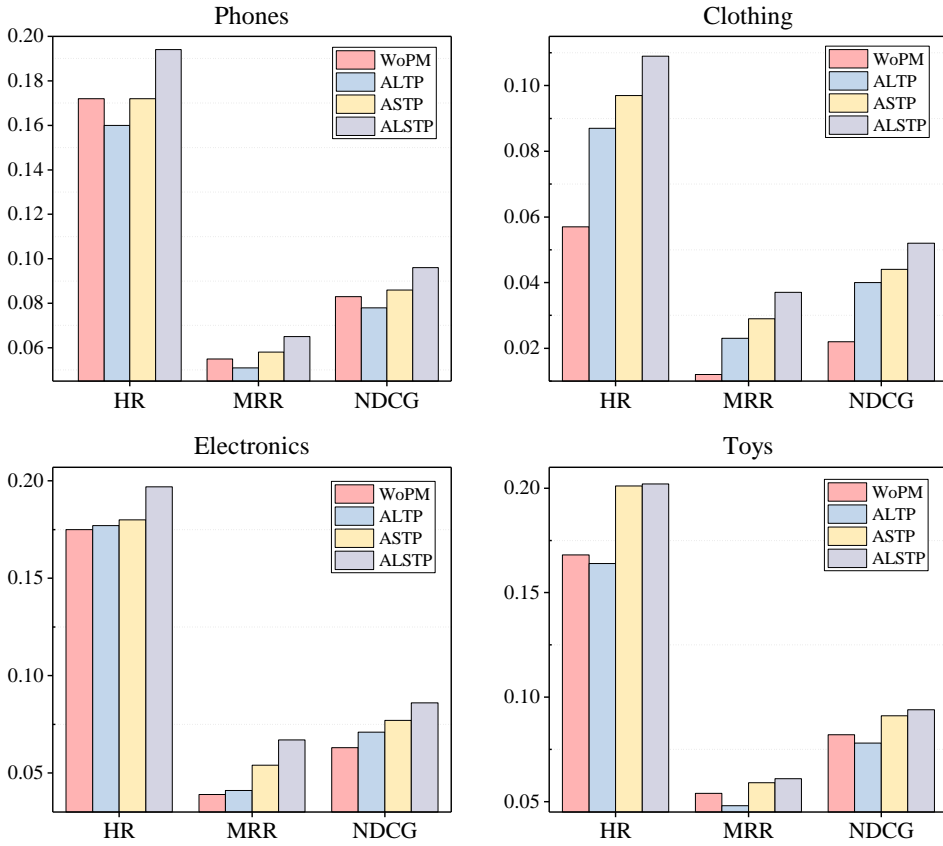 Phones
0.20
0.18
0.16
0.14
0.12
0.10
0.08
0.06
WoPM
ALTP
ASTP
ALSTP
HR MRR NDCG
Clothing
0.10
0.08
0.06
0.04
0.02
WoPM
ALTP
ASTP
ALSTP
HR MRR NDCG
Electronics
0.20
0.15
0.10
0.05
WoPM
ALTP
ASTP
ALSTP
HR MRR NDCG
Toys
0.20
0.15
0.10
0.05
WoPM
ALTP
ASTP
ALSTP
HR MRR NDCG